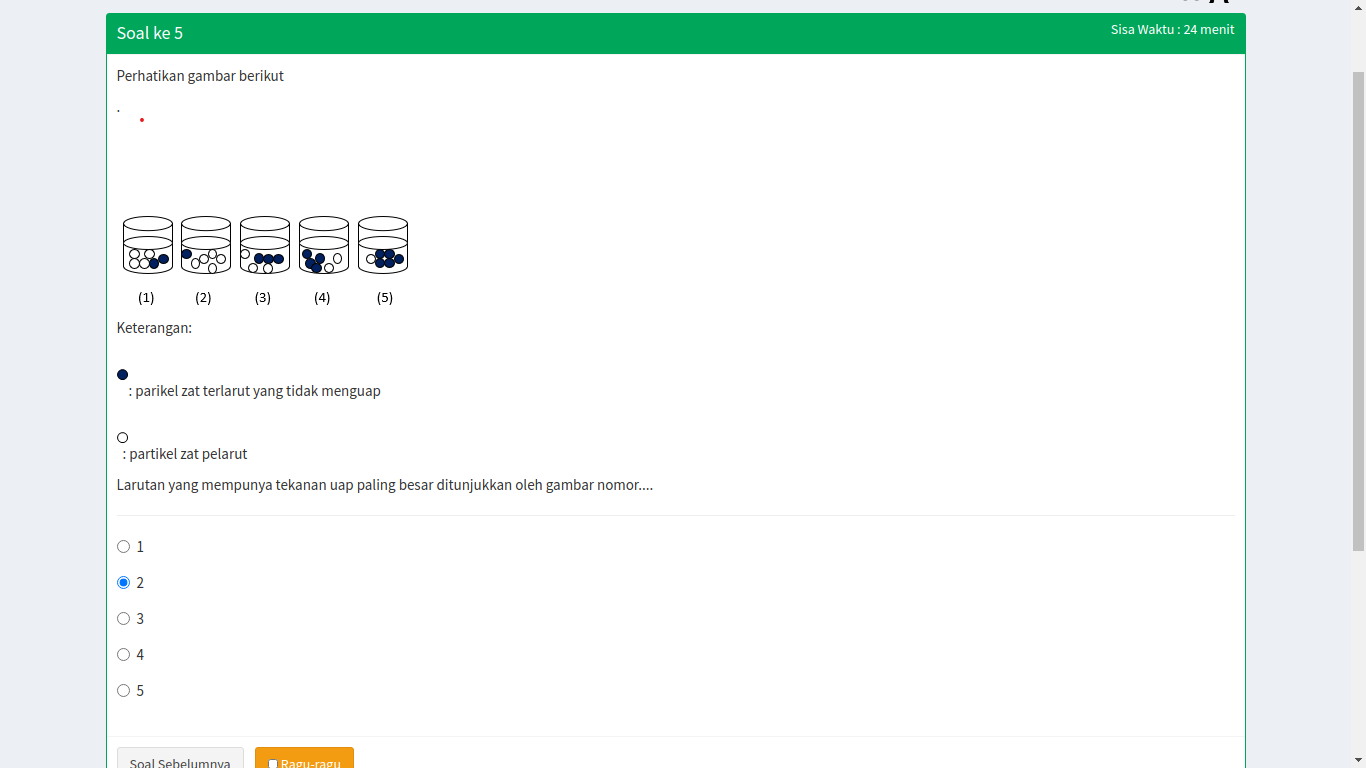 Soal ke 5
Sisa Waktu : 24 menit
Perhatikan gambar berikut
.
(1) (2) (3) (4) (5)
Keterangan:
: parikel zat terlarut yang tidak menguap
: partikel zat pelarut
Larutan yang mempunya tekanan uap paling besar ditunjukkan oleh gambar nomor....
1
2
3
4
5
Soal Sebelumnya
Ragu-ragu